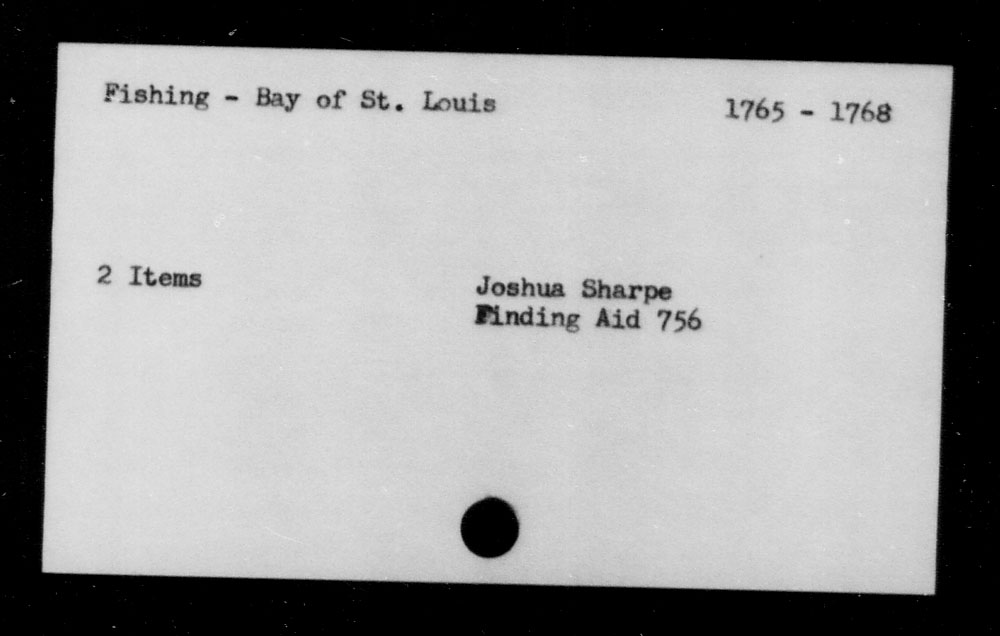 Fishing - Bay of St. Louis 1765 - 1768
2 Items Joshua Sharpe
Finding Aid 756